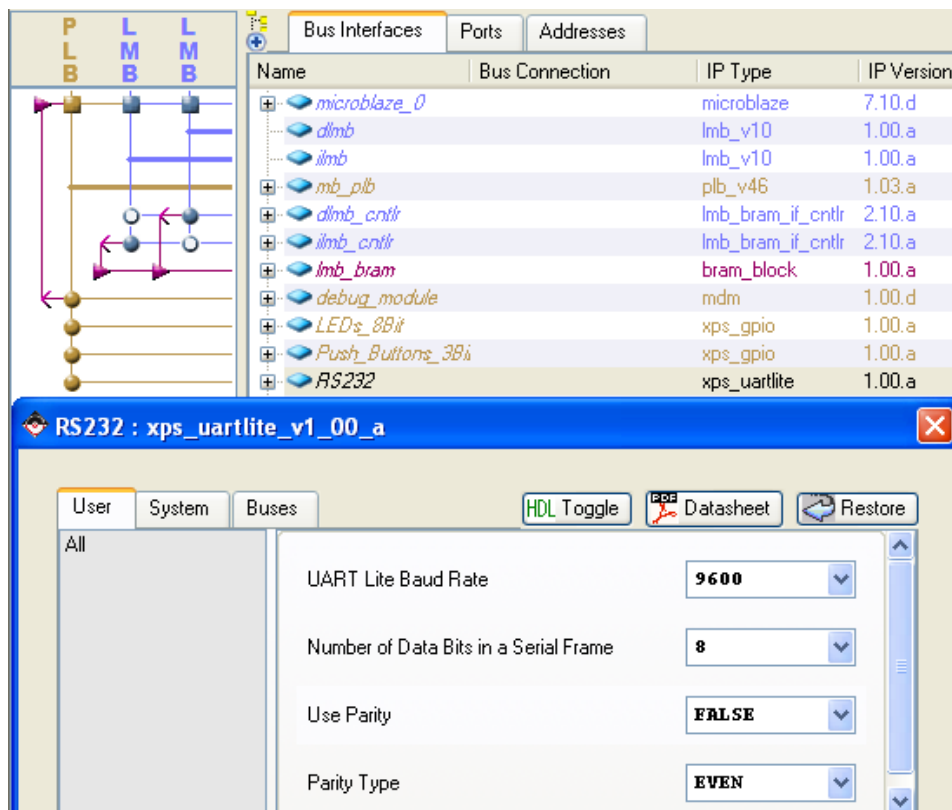 P L L
L M M
B B B
Bus Interfaces Ports Addresses
Name Bus Connection IP Type IP Version
microblaze_0 microblaze 7.10.d
dlmb lmb_v10 1.00.a
ilmb lmb_v10 1.00.a
mb_plb plb_v46 1.03.a
dlmb_cntlr lmb_bram_if_cntlr 2.10.a
ilmb_cntlr lmb_bram_if_cntlr 2.10.a
lmb_bram bram_block 1.00.a
debug_module mdm 1.00.d
LEDs_8Bit xps_gpio 1.00.a
Push_Buttons_3Bi xps_gpio 1.00.a
RS232 xps_uartlite 1.00.a
RS232 : xps_uartlite_v1_00_a
User System Buses HDL Toggle PDF Datasheet Restore
All
UART Lite Baud Rate 9600
Number of Data Bits in a Serial Frame 8
Use Parity FALSE
Parity Type EVEN